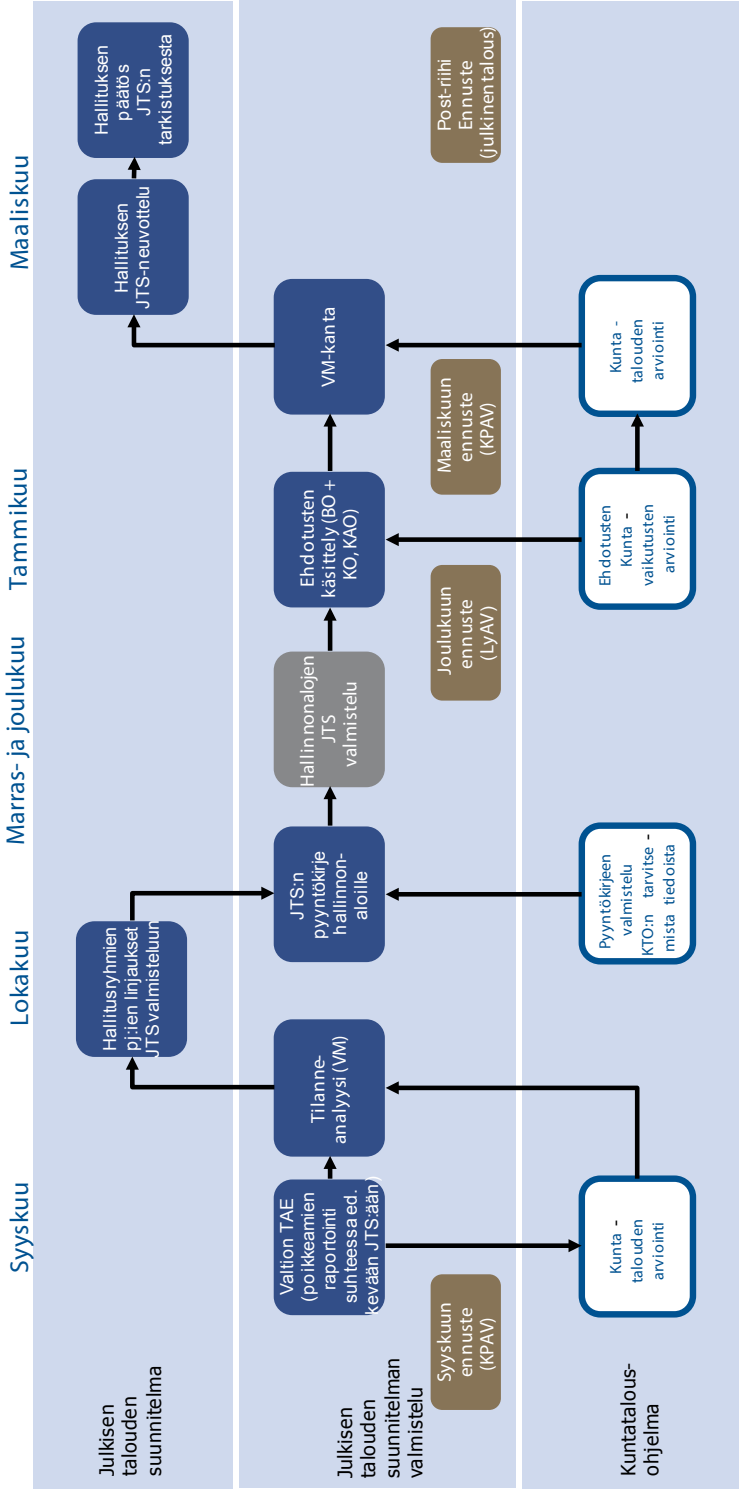 Syyskuu
Lokakuu
Marras- ja joulukuu
Tammikuu
Maaliskuu
Julkisen
talouden
suunnitelma
Hallitusryhmien
pj:ien linjaukset
JTS valmisteluun
Hallituksen
JTS-neuvottelu
Hallituksen
päätös
JTS:n
tarkistuksesta
Julkisen
talouden
suunnitelman
valmistelu
Valtion TAE
(poikkeamien
raportointi
suhteessa ed.
kevään JTS:ään)
Tilanne-
analyysi (VM)
JTS:n
pyyntökirje
hallinnon-
aloille
Hallinnonalojen
JTS
valmistelu
Ehdotusten
käsittely (BO +
KO, KAO)
VM-kanta
Syyskuun
ennuste
(KPAV)
Joulukuun
ennuste
(LyAV)
Maaliskuun
ennuste
(KPAV)
Post-riihi
Ennuste
(julkinen talous)
Kuntatalous-
ohjelma
Kunta -
talouden
arviointi
Pyyntökirjeen
valmistelu
KTO:n tarvitse -
mista tiedoista
Ehdotusten
Kunta -
vaikutusten
arviointi
Kunta -
talouden
arviointi